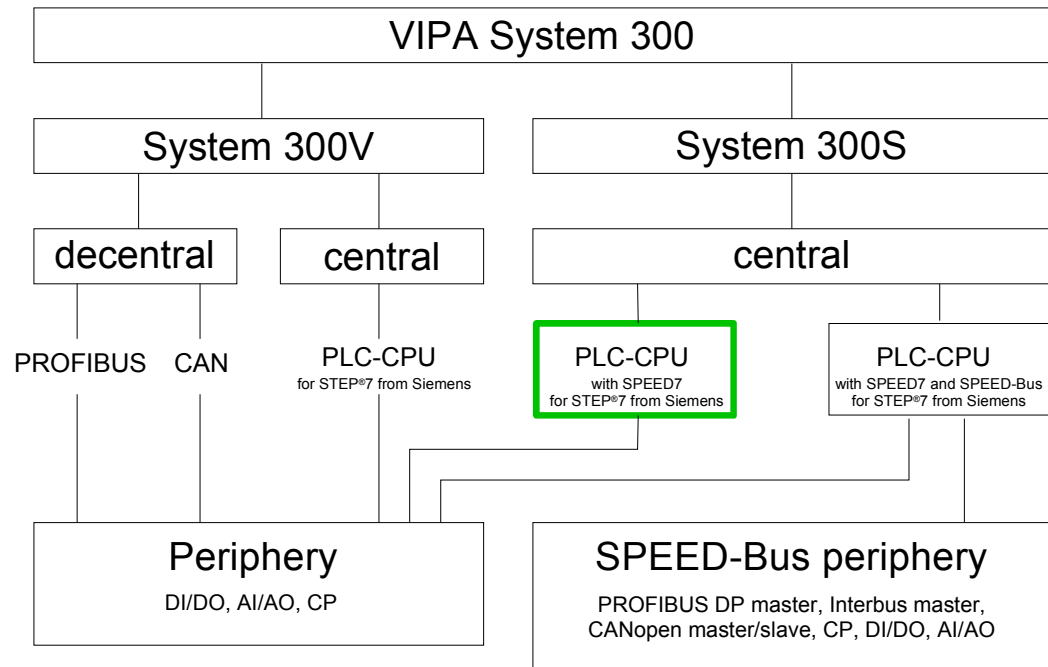 VIPA System 300
System 300V
System 300S
decentral
central
central
PROFIBUS
CAN
PLC-CPU
for STEP®7 from Siemens
PLC-CPU
with SPEED7
for STEP®7 from Siemens
PLC-CPU
with SPEED7 and SPEED-Bus
for STEP®7 from Siemens
Periphery
DI/DO, AI/AO, CP
SPEED-Bus periphery
PROFIBUS DP master, Interbus master,
CANopen master/slave, CP, DI/DO, AI/AO